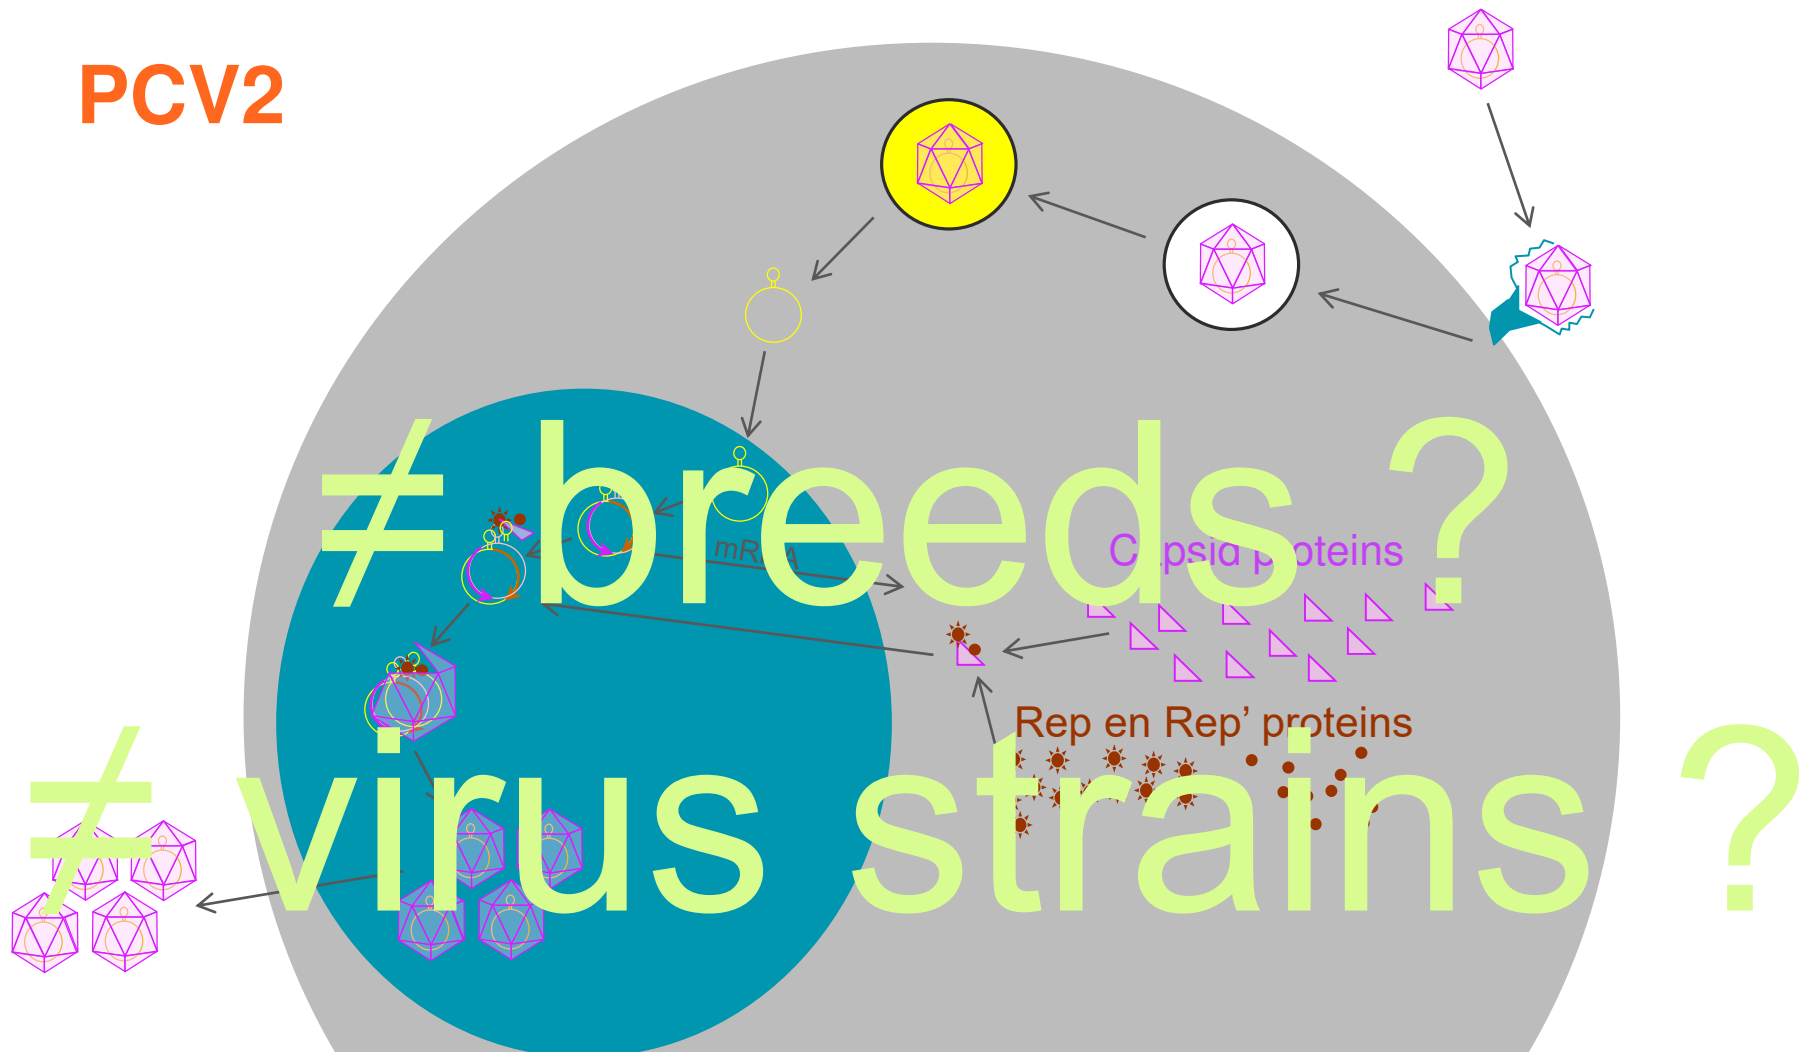 PCV2
≠ breeds ?
mRNA
Capsid proteins
Rep en Rep’ proteins
≠ virus strains ?